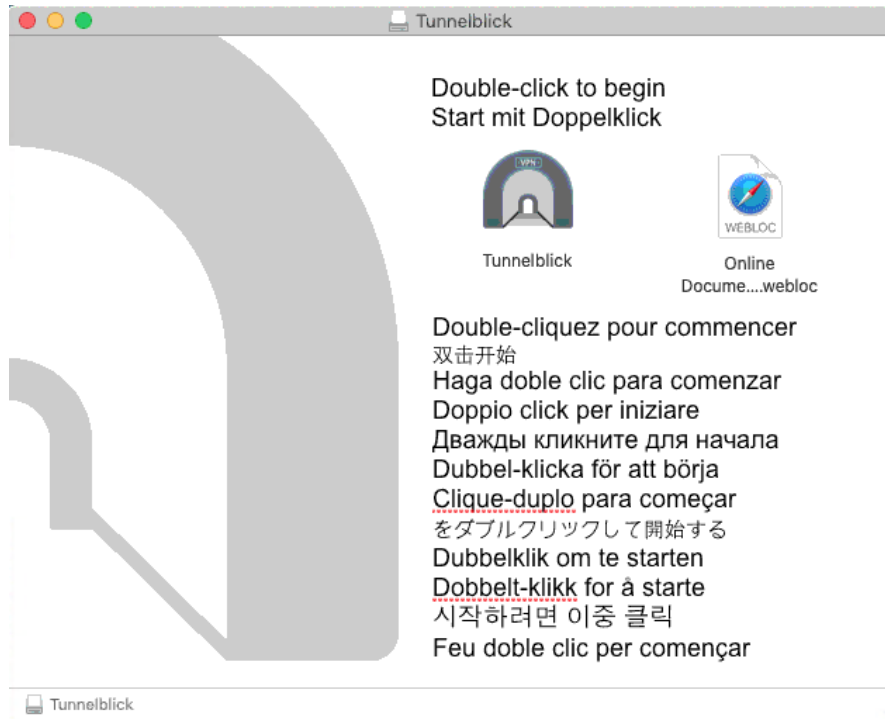 Tunnelblick
Double-click to begin
Start mit Doppelklick
VPN
WEBLOC
Tunnelblick
Online
Docume....webloc
Double-cliquez pour commencer
双击开始
Haga doble clic para comenzar
Doppio click per iniziare
Дважды кликните для начала
Dubbel-klicka för att börja
Clique-duplo para começar
をダブルクリックして開始する
Dubbelklik om te starten
Dobbelt-klikk for å starte
시작하려면 이중 클릭
Feu doble clic per començar
Tunnelblick